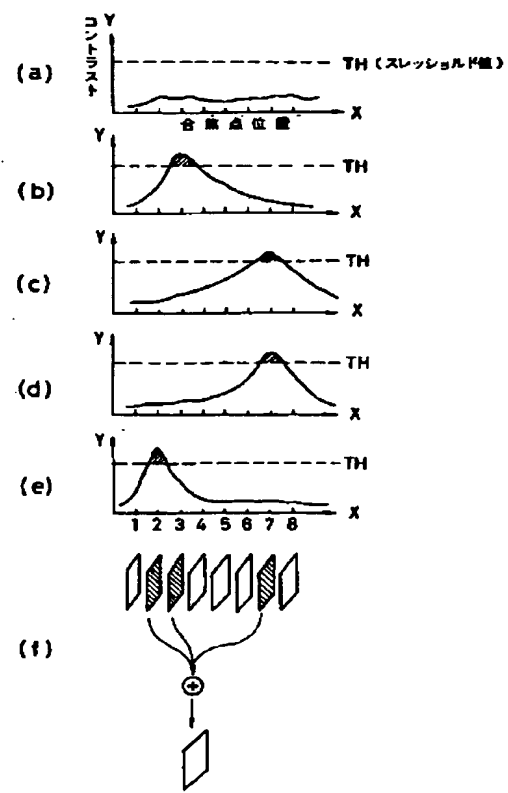 コントラスト
Y
(a)
TH (スレッショルド値)
X
合焦点位置
Y
(b)
TH
X
Y
(c)
TH
X
Y
(d)
TH
X
Y
(e)
TH
X
1 2 3 4 5 6 7 8
(f)
+